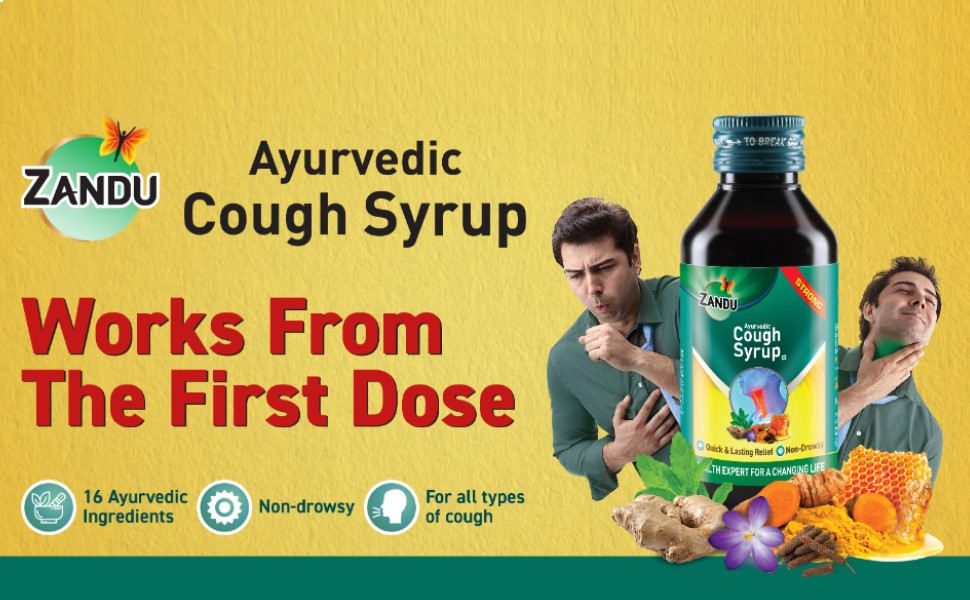 ZANDU
Ayurvedic
Cough Syrup
Works From
The First Dose
16 Ayurvedic
Ingredients
Non-drowsy
For all types
of cough
TO BREAK
STRONG
ZANDU
Ayurvedic
Cough
Syrup
Quick & Lasting Relief
Non-Drowsy
LTH EXPERT FOR A CHANGING LIFE